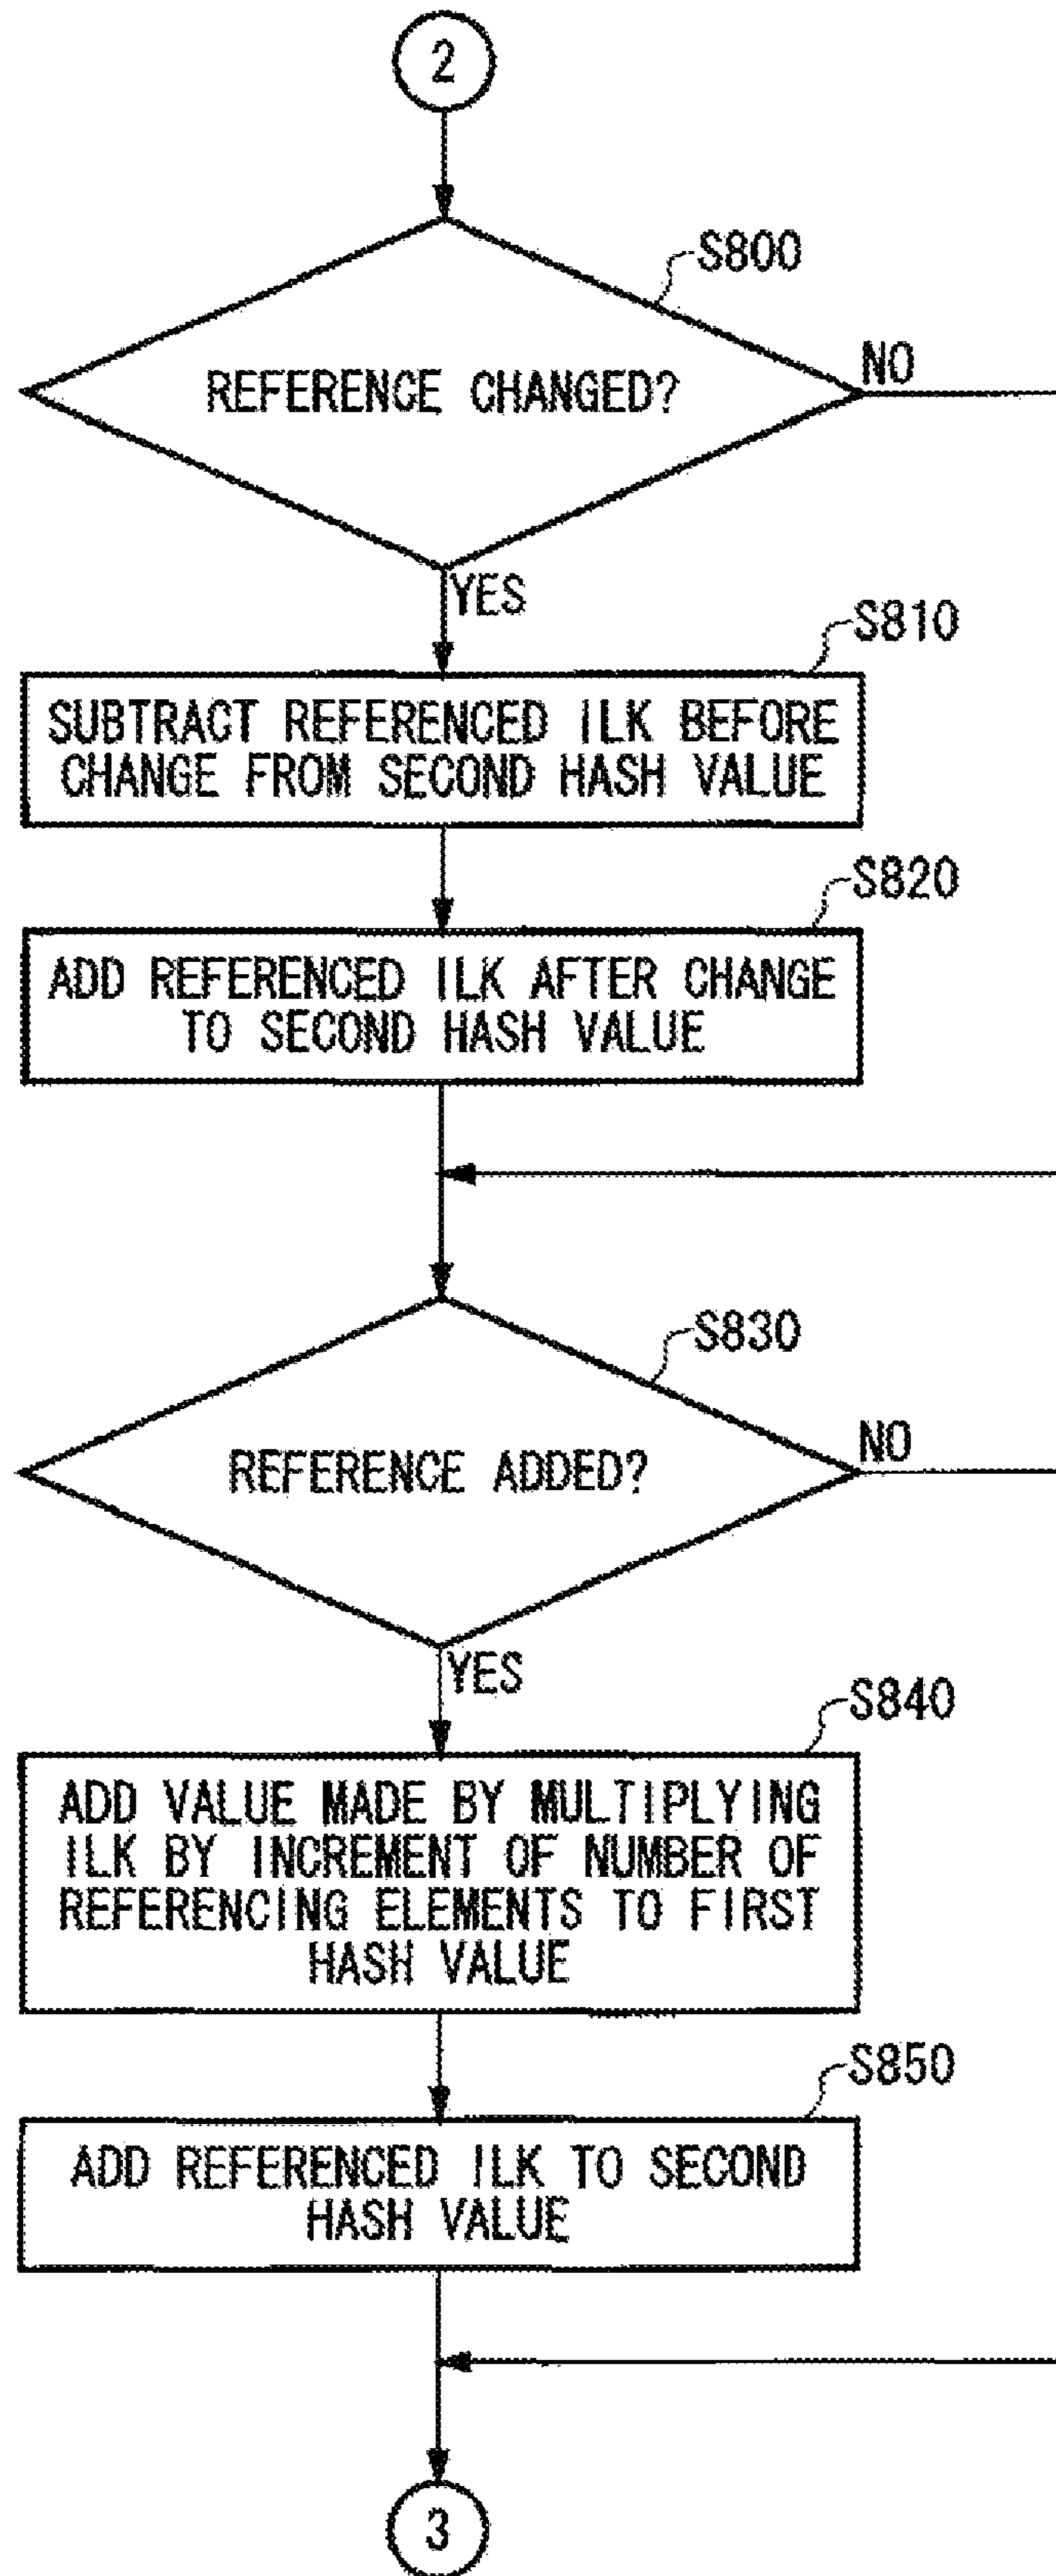 2
S800
REFERENCE CHANGED?
NO
YES
S810
SUBTRACT REFERENCED ILK BEFORE
CHANGE FROM SECOND HASH VALUE
S820
ADD REFERENCED ILK AFTER CHANGE
TO SECOND HASH VALUE
S830
REFERENCE ADDED?
NO
YES
S840
ADD VALUE MADE BY MULTIPLYING
ILK BY INCREMENT OF NUMBER OF
REFERENCING ELEMENTS TO FIRST
HASH VALUE
S850
ADD REFERENCED ILK TO SECOND
HASH VALUE
3